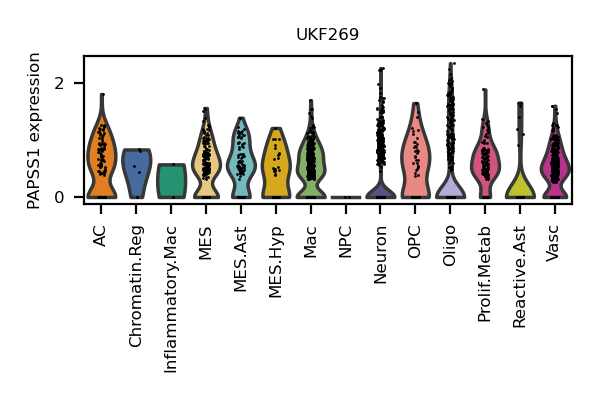 UKF269
PAPSS1 expression
2
0
AC
Chromatin.Reg
Inflammatory.Mac
MES
MES.Ast
MES.Hyp
Mac
NPC
Neuron
OPC
Oligo
Prolif.Metab
Reactive.Ast
Vasc